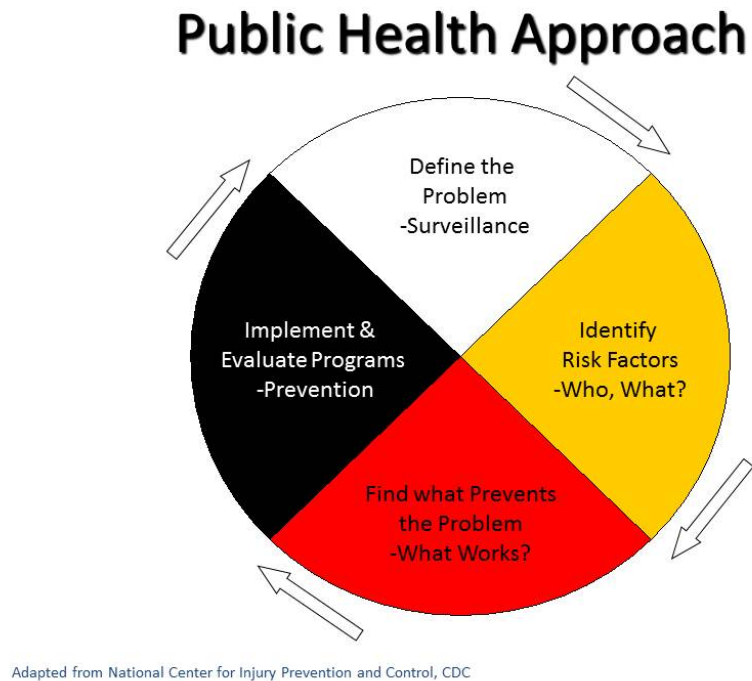 Public Health Approach
Define the
Problem
-Surveillance
Identify
Risk Factors
-Who, What?
Find what Prevents
the Problem
-What Works?
Implement &
Evaluate Programs
-Prevention
Adapted from National Center for Injury Prevention and Control, CDC